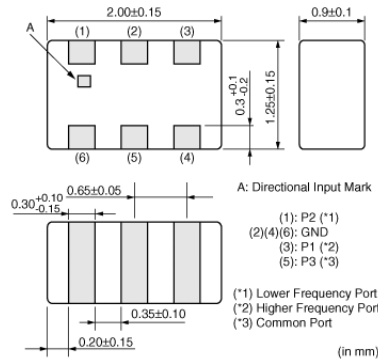 2.00±0.15
0.9±0.1
A
(1)
(2)
(3)
0.3 +0.1 -0.2
1.25±0.15
(6)
(5)
(4)
A: Directional Input Mark
0.65±0.05
0.30 +0.10 -0.15
(1): P2 (*1)
(2)(4)(6): GND
(3): P1 (*2)
(5): P3 (*3)
(*1) Lower Frequency Port
(*2) Higher Frequency Port
(*3) Common Port
0.35±0.10
0.20±0.15
(in mm)